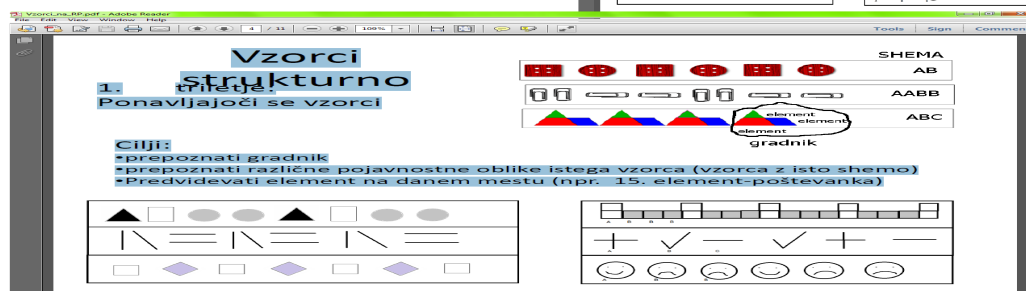 Vzorci_na_RP.pdf - Adobe Reader
File Edit View Window Help
4 / 11 109%
Tools Sign Comment
Vzorci
strukturno
1. triletje:
Ponavljajoči se vzorci
SHEMA
AB
AABB
ABC
element
element
element
gradnik
Cilji:
•prepoznati gradnik
•prepoznati različne pojavnostne oblike istega vzorca (vzorca z isto shemo)
•Predvidevati element na danem mestu (npr. 15. element-poštevanka)
A B B B
A B C
A B